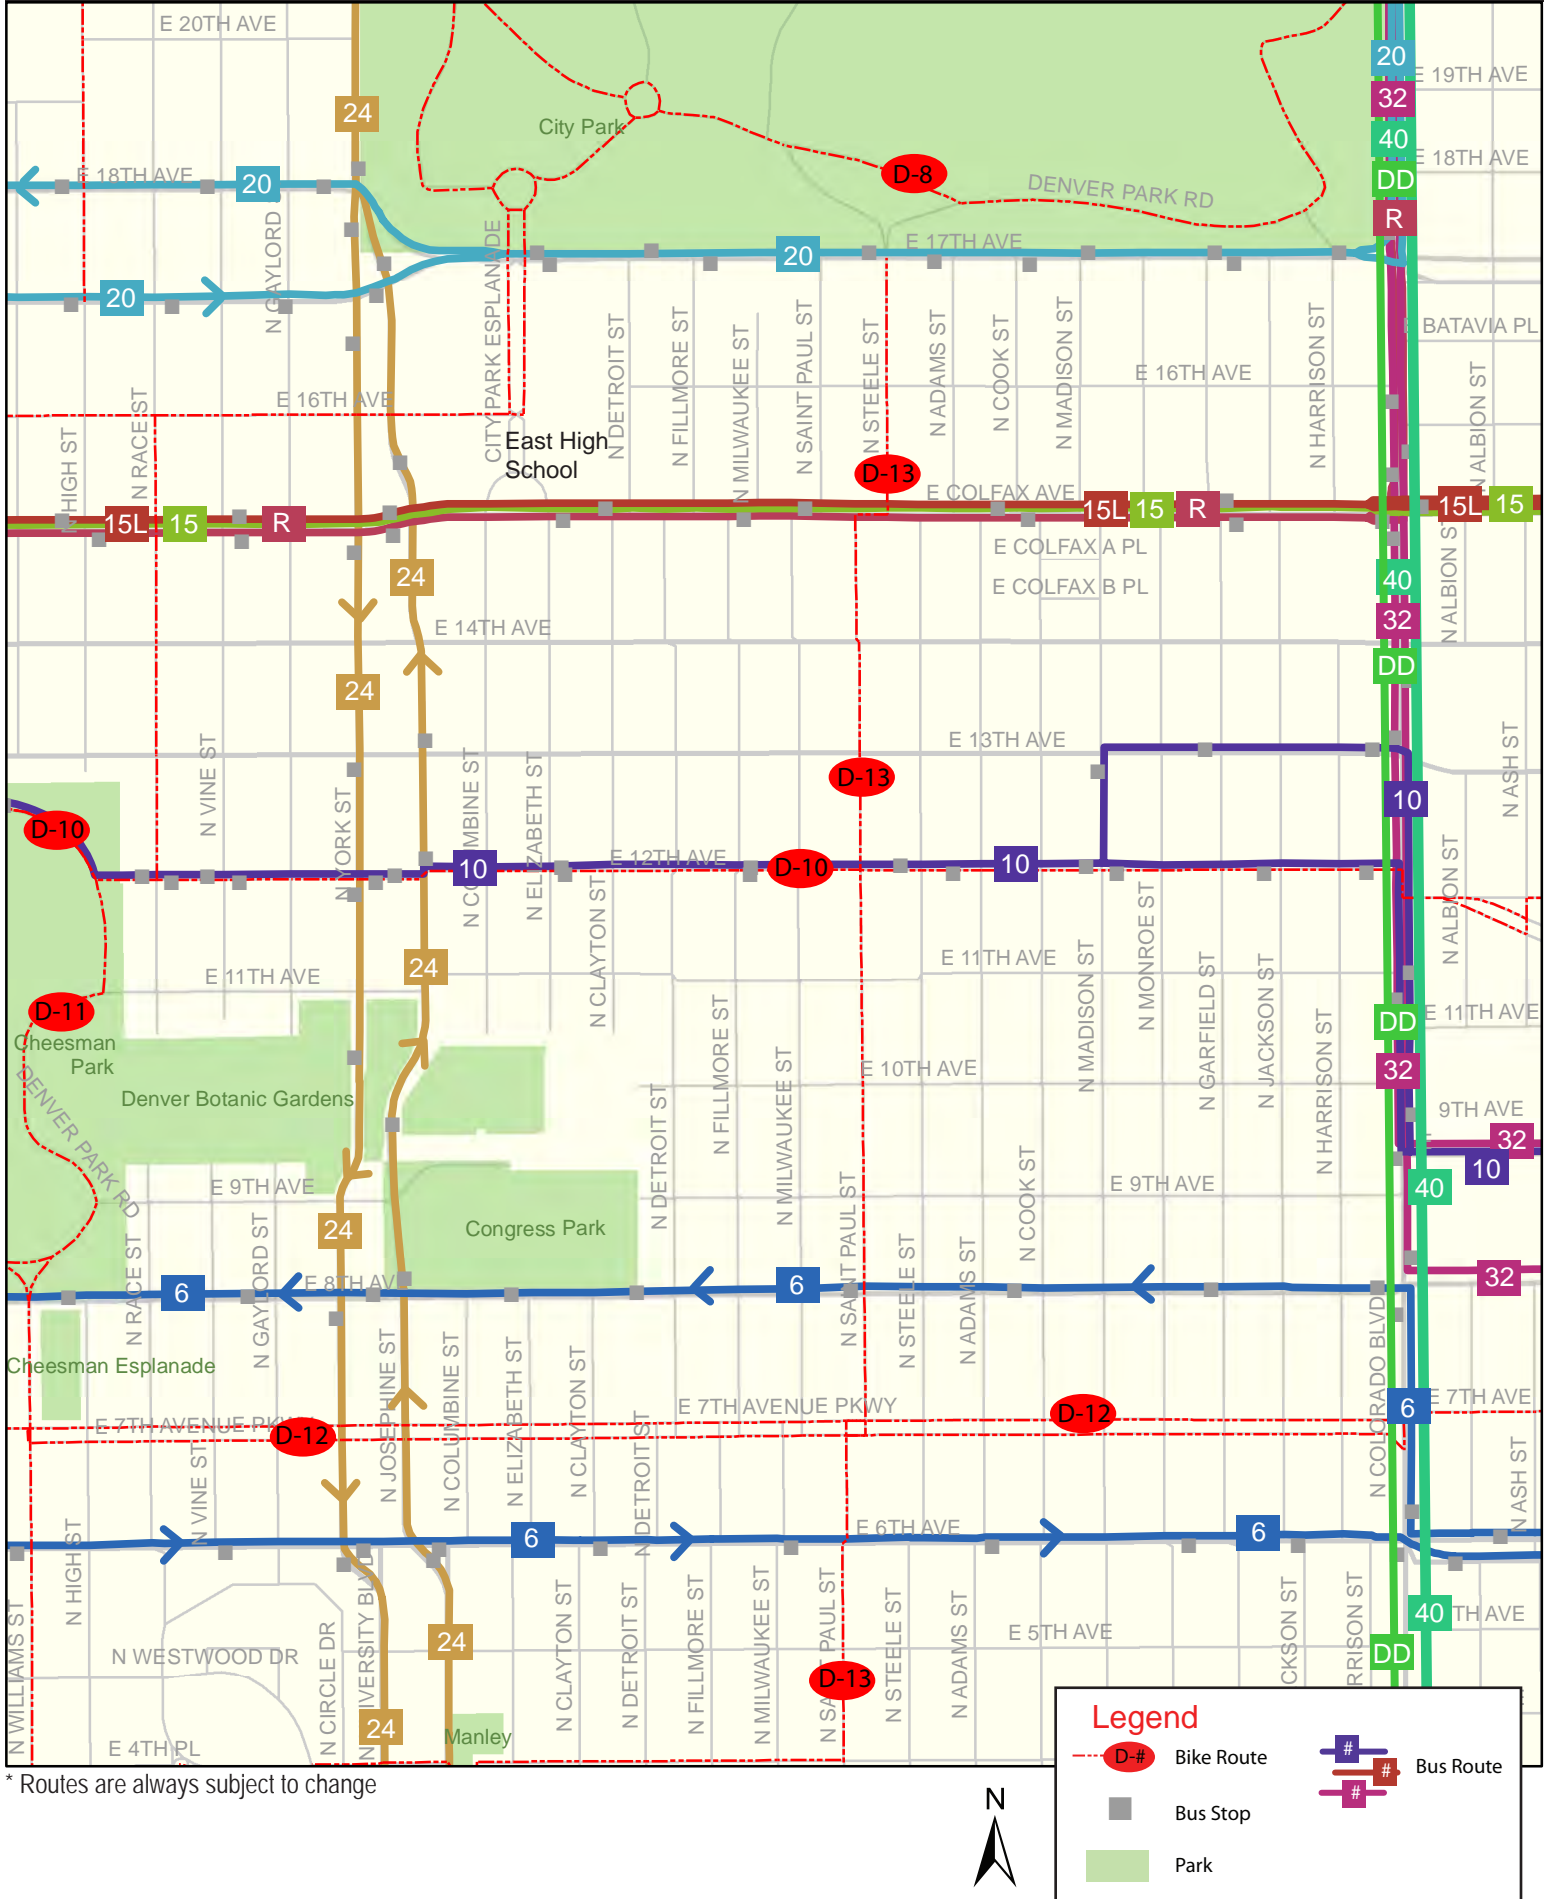 E 20TH AVE
20
E 19TH AVE
32
24
City Park
40
E 18TH AVE
E 18TH AVE
20
D-8
DD
DENVER PARK RD
R
N GAYLORD
CITY PARK ESPLANADE
20
E 17TH AVE
20
N DETROIT ST
N FILLMORE ST
N MILWAUKEE ST
N SAINT PAUL ST
N STEELE ST
N ADAMS ST
N COOK ST
N MADISON ST
N HARRISON ST
BATAVIA PL
E 16TH AVE
E 16TH AVE
N ALBION ST
N HIGH ST
N RACE ST
East High
School
D-13
E COLFAX AVE
15L
15
R
15L
15
R
15L
15
E COLFAX A PL
24
E COLFAX B PL
40
N ALBION ST
E 14TH AVE
32
DD
24
E 13TH AVE
N VINE ST
N YORK ST
N COLUMBINE ST
N ELIZABETH ST
D-13
N ASH ST
10
D-10
10
E 12TH AVE
D-10
10
N ALBION ST
N CLAYTON ST
E 11TH AVE
24
E 11TH AVE
N MADISON ST
N MONROE ST
N GARFIELD ST
N JACKSON ST
N HARRISON ST
D-11
DD
E 11TH AVE
Cheesman
Park
N FILLMORE ST
N MILWAUKEE ST
E 10TH AVE
32
DENVER PARK RD
Denver Botanic Gardens
N DETROIT ST
9TH AVE
32
10
E 9TH AVE
E 9TH AVE
40
N COOK ST
N SAINT PAUL ST
24
Congress Park
N RACE ST
N GAYLORD ST
N STEELE ST
N ADAMS ST
6
E 8TH AVE
6
32
Cheesman Esplanade
N JOSEPHINE ST
N COLUMBINE ST
N ELIZABETH ST
N CLAYTON ST
N DETROIT ST
N COLORADO BLVD
E 7TH AVENUE PKWY
E 7TH AVENUE PKWY
D-12
D-12
6
E 7TH AVE
N VINE ST
N ASH ST
N HIGH ST
6
E 6TH AVE
6
N WILLIAMS ST
N WESTWOOD DR
N CIRCLE DR
N UNIVERSITY BLVD
24
N CLAYTON ST
N DETROIT ST
N FILLMORE ST
N MILWAUKEE ST
N SAINT PAUL ST
N STEELE ST
N ADAMS ST
E 5TH AVE
CKSON ST
RRISON ST
40
TH AVE
DD
D-13
24
Manley
E 4TH PL
Legend
D-#
Bike Route
#
#
#
Bus Route
Bus Stop
Park
* Routes are always subject to change
N